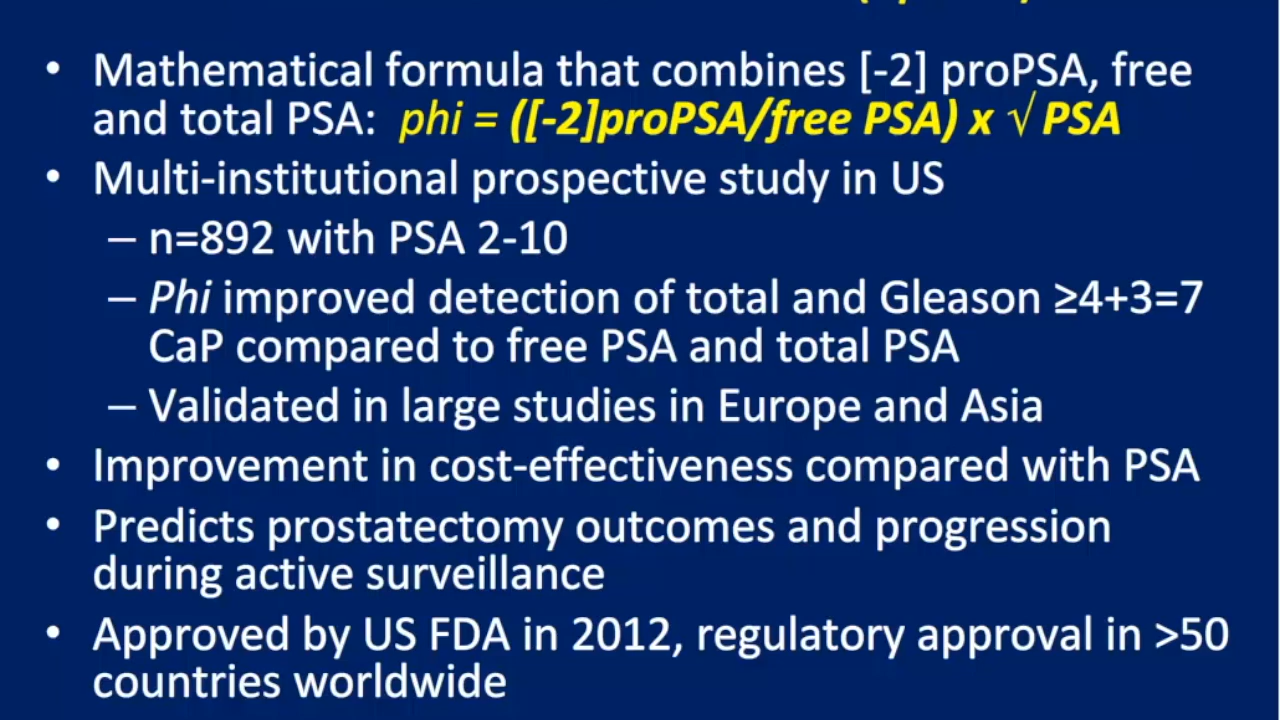 • Mathematical formula that combines [-2] proPSA, free
and total PSA: phi = ([-2]proPSA/free PSA) x √ PSA
• Multi-institutional prospective study in US
– n=892 with PSA 2-10
– Phi improved detection of total and Gleason ≥4+3=7
CaP compared to free PSA and total PSA
– Validated in large studies in Europe and Asia
• Improvement in cost-effectiveness compared with PSA
• Predicts prostatectomy outcomes and progression
during active surveillance
• Approved by US FDA in 2012, regulatory approval in >50
countries worldwide